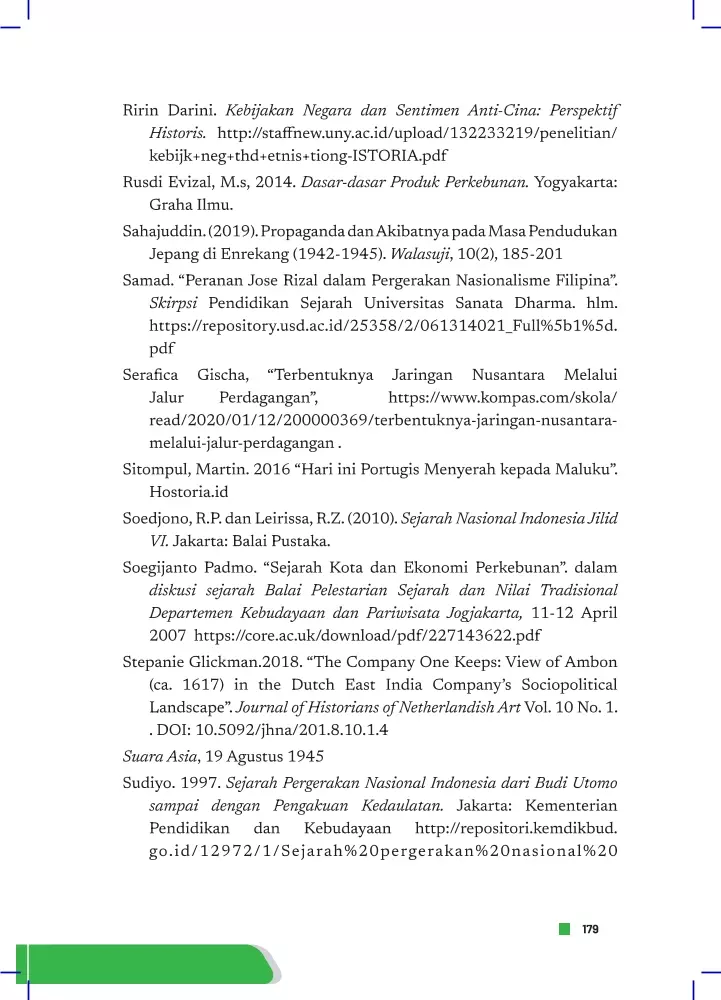 Ririn Darini. Kebijakan Negara dan Sentimen Anti-Cina: Perspektif
Historis. http://staffnew.uny.ac.id/upload/132233219/penelitian/
kebijk+neg+thd+etnis+tiong-ISTORIA.pdf
Rusdi Evizal, M.s, 2014. Dasar-dasar Produk Perkebunan. Yogyakarta:
Graha Ilmu.
Sahajuddin. (2019). Propaganda dan Akibatnya pada Masa Pendudukan
Jepang di Enrekang (1942-1945). Walasuji, 10(2), 185-201
Samad. “Peranan Jose Rizal dalam Pergerakan Nasionalisme Filipina”.
Skirpsi Pendidikan Sejarah Universitas Sanata Dharma. hlm.
https://repository.usd.ac.id/25358/2/061314021_Full%5b1%5d.
pdf
Serafica Gischa, “Terbentuknya Jaringan Nusantara Melalui
Jalur Perdagangan”, https://www.kompas.com/skola/
read/2020/01/12/200000369/terbentuknya-jaringan-nusantara-
melalui-jalur-perdagangan .
Sitompul, Martin. 2016 “Hari ini Portugis Menyerah kepada Maluku”.
Hostoria.id
Soedjono, R.P. dan Leirissa, R.Z. (2010). Sejarah Nasional Indonesia Jilid
VI. Jakarta: Balai Pustaka.
Soegijanto Padmo. “Sejarah Kota dan Ekonomi Perkebunan”. dalam
diskusi sejarah Balai Pelestarian Sejarah dan Nilai Tradisional
Departemen Kebudayaan dan Pariwisata Jogjakarta, 11-12 April
2007 https://core.ac.uk/download/pdf/227143622.pdf
Stepanie Glickman.2018. “The Company One Keeps: View of Ambon
(ca. 1617) in the Dutch East India Company’s Sociopolitical
Landscape”. Journal of Historians of Netherlandish Art Vol. 10 No. 1.
. DOI: 10.5092/jhna/201.8.10.1.4
Suara Asia, 19 Agustus 1945
Sudiyo. 1997. Sejarah Pergerakan Nasional Indonesia dari Budi Utomo
sampai dengan Pengakuan Kedaulatan. Jakarta: Kementerian
Pendidikan dan Kebudayaan http://repositori.kemdikbud.
go.id/12972/1/Sejarah%20pergerakan%20nasional%20
179